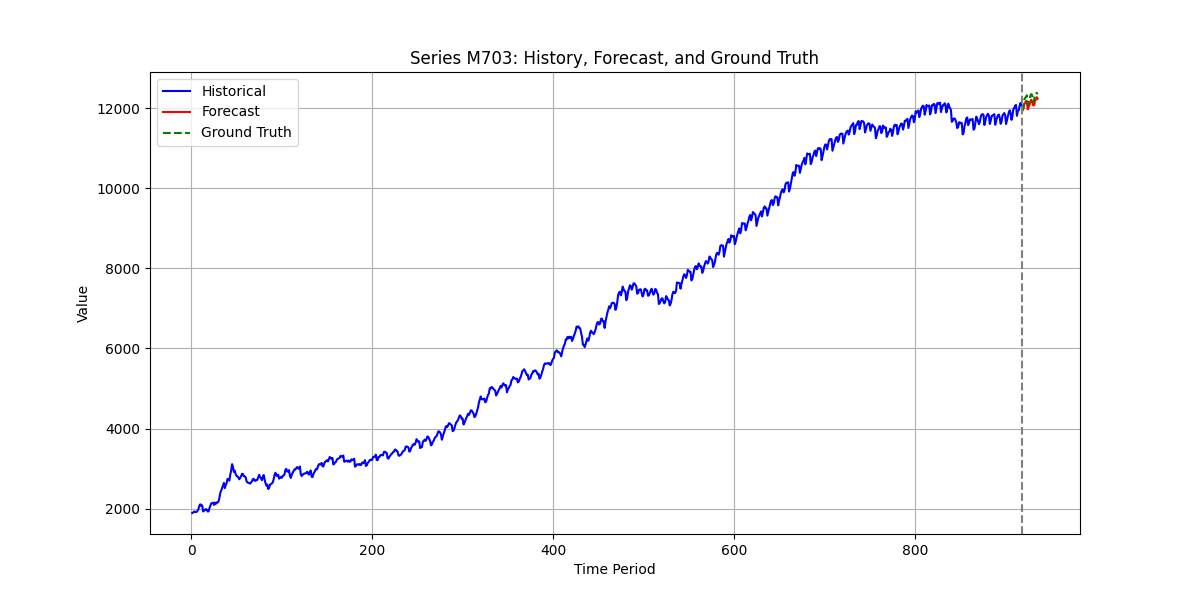 Series M703: History, Forecast, and Ground Truth
Historical
Forecast
Ground Truth
12000
10000
8000
6000
4000
2000
Value
0 200 400 600 800
Time Period